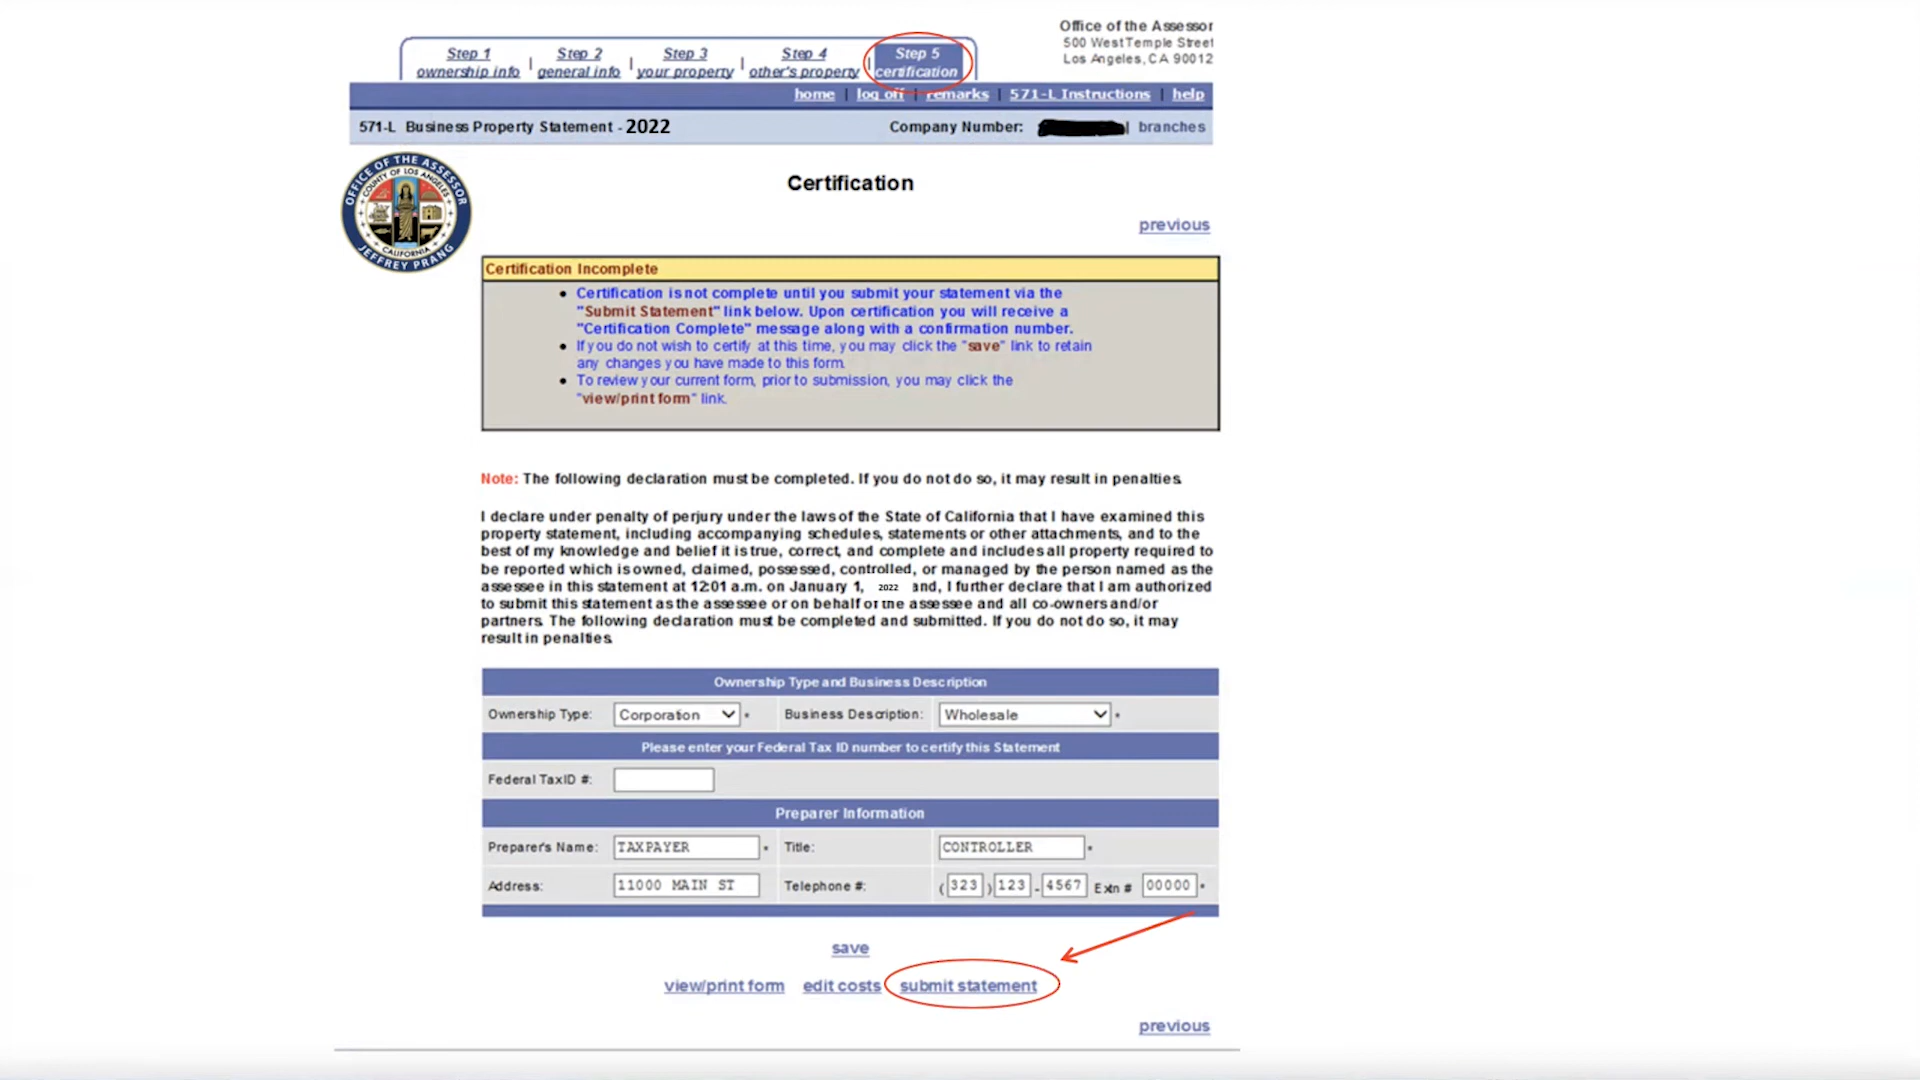 Office of the Assessor
500 West Temple Street
Los Angeles, CA 90012
Step 1 | Step 2 | Step 3 | Step 4 | Step 5
ownership info general info your property other's property certification
home | log off | remarks | 571-L Instructions | help
571-L Business Property Statement - 2022 Company Number: | branches
OFFICE OF THE ASSESSOR
COUNTY OF LOS ANGELES
CALIFORNIA
JEFFREY PRANG
Certification
previous
Certification Incomplete
• Certification is not complete until you submit your statement via the
"Submit Statement" link below. Upon certification you will receive a
"Certification Complete" message along with a confirmation number.
• If you do not wish to certify at this time, you may click the "save" link to retain
any changes you have made to this form.
• To review your current form, prior to submission, you may click the
"view/print form" link.
Note: The following declaration must be completed. If you do not do so, it may result in penalties.
I declare under penalty of perjury under the laws of the State of California that I have examined this
property statement, including accompanying schedules, statements or other attachments, and to the
best of my knowledge and belief it is true, correct, and complete and includes all property required to
be reported which is owned, claimed, possessed, controlled, or managed by the person named as the
assessee in this statement at 12:01 a.m. on January 1, 2022 and, I further declare that I am authorized
to submit this statement as the assessee or on behalf of the assessee and all co-owners and/or
partners. The following declaration must be completed and submitted. If you do not do so, it may
result in penalties.
Ownership Type and Business Description
Ownership Type: Corporation * Business Description: Wholesale *
Please enter your Federal Tax ID number to certify this Statement
Federal TaxID #:
Preparer Information
Preparer's Name: TAXPAYER * Title: CONTROLLER *
Address: 11000 MAIN ST Telephone #: (323)123-4567 Extn # 00000 *
save
view/print form edit costs submit statement
previous